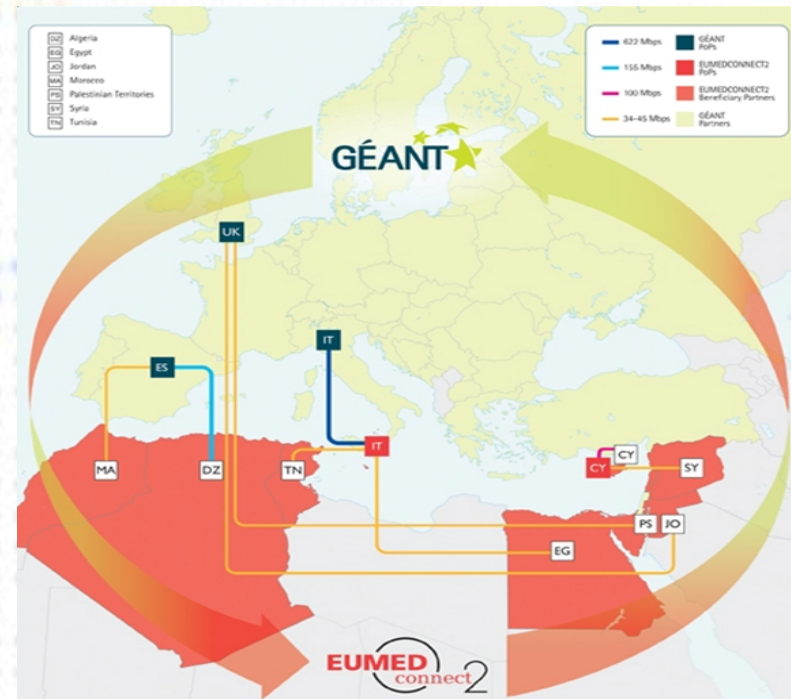 DZ Algeria
EG Egypt
JO Jordan
MA Morocco
PS Palestinian Territories
SY Syria
TN Tunisia
622 Mbps
155 Mbps
100 Mbps
34-45 Mbps
GÉANT
PoPs
EUMEDCONNECT2
PoPs
EUMEDCONNECT2
Beneficiary Partners
GÉANT
Partners
GÉANT
UK
IT
ES
IT
CY
CY
MA
DZ
TN
SY
PS
JO
EG
EUMED
connect2